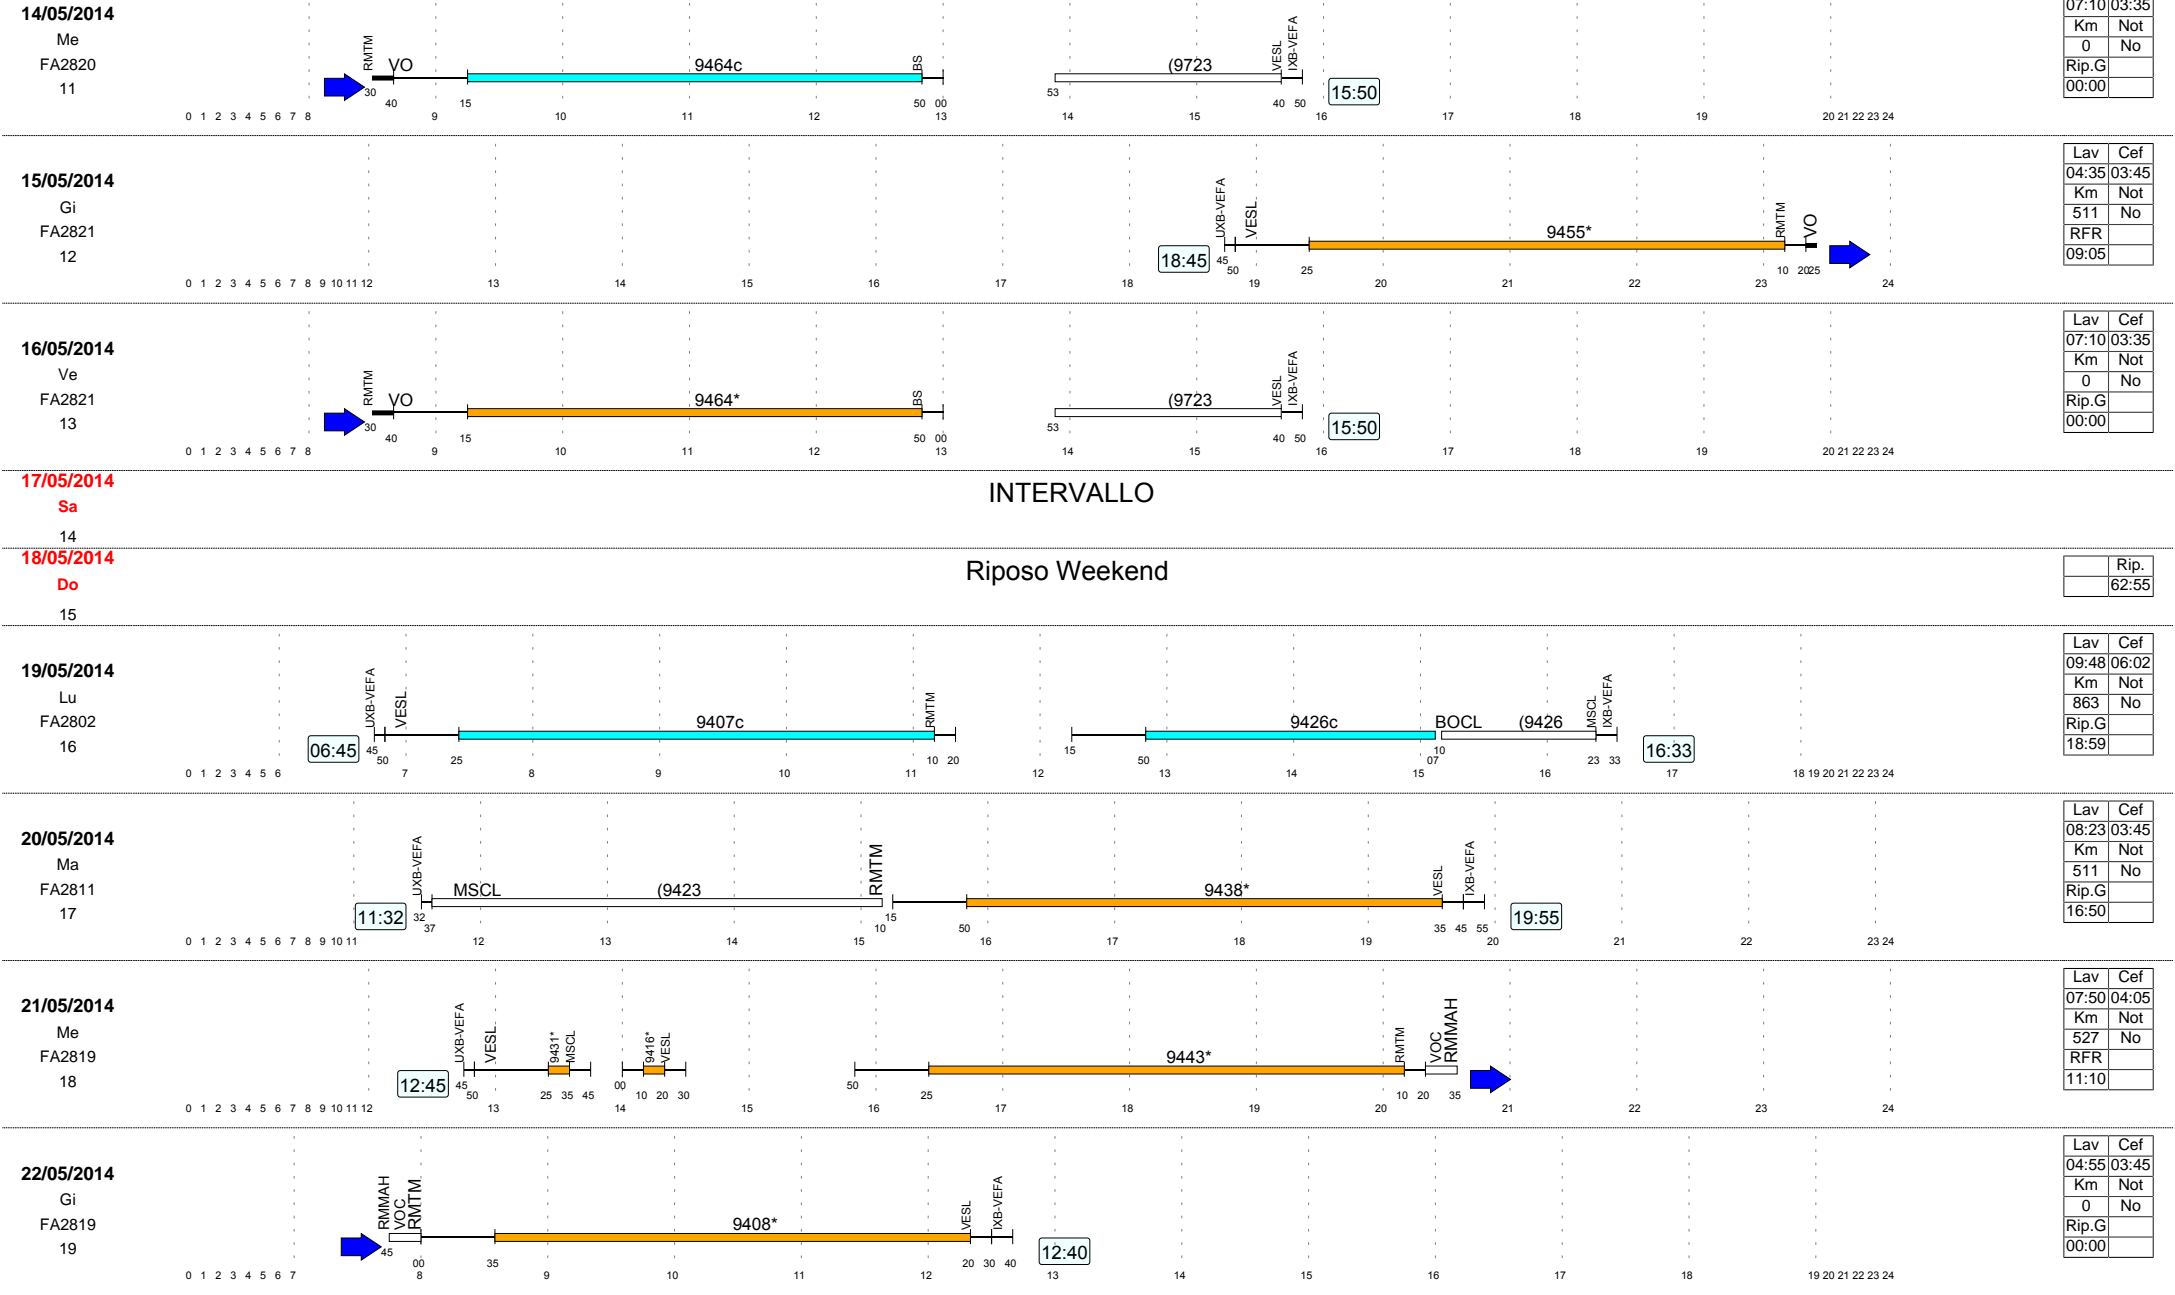 14/05/2014
Me
FA2820
11
RMTM VO 9464c BS (9723 VESL IXB-VEFA
30 40 15 50 00 53 40 50
15:50
0 1 2 3 4 5 6 7 8 9 10 11 12 13 14 15 16 17 18 19 20 21 22 23 24
07:10 03:35
Km Not
0 No
Rip.G
00:00
15/05/2014
Gi
FA2821
12
18:45
UXB-VEFA VESL 9455* RMTM VO
45 50 25 10 20 25
0 1 2 3 4 5 6 7 8 9 10 11 12 13 14 15 16 17 18 19 20 21 22 23 24
Lav Cef
04:35 03:45
Km Not
511 No
RFR
09:05
16/05/2014
Ve
FA2821
13
RMTM VO 9464* BS (9723 VESL IXB-VEFA
30 40 15 50 00 53 40 50
15:50
0 1 2 3 4 5 6 7 8 9 10 11 12 13 14 15 16 17 18 19 20 21 22 23 24
Lav Cef
07:10 03:35
Km Not
0 No
Rip.G
00:00
17/05/2014
Sa
14
INTERVALLO
18/05/2014
Do
15
Riposo Weekend
Rip.
62:55
19/05/2014
Lu
FA2802
16
06:45
UXB-VEFA VESL 9407c RMTM 9426c BOCL (9426 MSCL IXB-VEFA
45 50 25 10 20 15 50 07 10 23 33
16:33
0 1 2 3 4 5 6 7 8 9 10 11 12 13 14 15 16 17 18 19 20 21 22 23 24
Lav Cef
09:48 06:02
Km Not
863 No
Rip.G
18:59
20/05/2014
Ma
FA2811
17
11:32
UXB-VEFA MSCL (9423 RMTM 9438* VESL IXB-VEFA
32 37 10 15 50 35 45 55
19:55
0 1 2 3 4 5 6 7 8 9 10 11 12 13 14 15 16 17 18 19 20 21 22 23 24
Lav Cef
08:23 03:45
Km Not
511 No
Rip.G
16:50
21/05/2014
Me
FA2819
18
12:45
UXB-VEFA VESL 9431* MSCL 9416* VESL 9443* RMTM VOC RMMAH
45 50 25 35 45 00 10 20 30 50 25 10 20 35
0 1 2 3 4 5 6 7 8 9 10 11 12 13 14 15 16 17 18 19 20 21 22 23 24
Lav Cef
07:50 04:05
Km Not
527 No
RFR
11:10
22/05/2014
Gi
FA2819
19
RMMAH VOC RMTM 9408* VESL IXB-VEFA
45 00 35 20 30 40
12:40
0 1 2 3 4 5 6 7 8 9 10 11 12 13 14 15 16 17 18 19 20 21 22 23 24
Lav Cef
04:55 03:45
Km Not
0 No
Rip.G
00:00